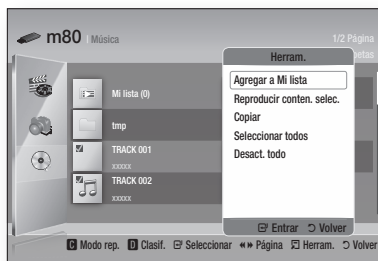 m80 | Música
1/2 Página
Herram.
Agregar a Mi lista
Reproducir conten. selec.
Copiar
Seleccionar todos
Desact. todo
Entrar Volver
Mi lista (0)
tmp
TRACK 001
xxxxx
TRACK 002
xxxxx
C Modo rep. D Clasif. Seleccionar Página Herram. Volver